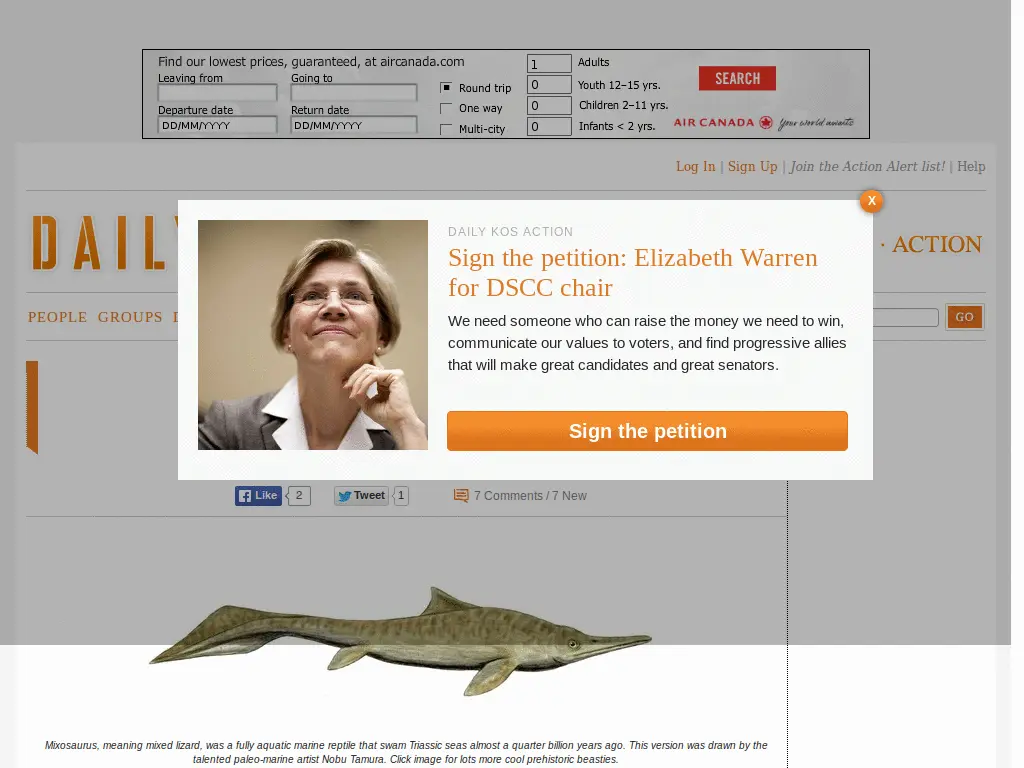 Find our lowest prices, guaranteed, at aircanada.com
Leaving from
Going to
Departure date
Return date
DD/MM/YYYY
DD/MM/YYYY
Round trip
One way
Multi-city
1 Adults
0 Youth 12–15 yrs.
0 Children 2–11 yrs.
0 Infants < 2 yrs.
SEARCH
AIR CANADA Your world awaits
Log In | Sign Up | Join the Action Alert list! | Help
X
DAILY
· ACTION
DAILY KOS ACTION
Sign the petition: Elizabeth Warren
for DSCC chair
We need someone who can raise the money we need to win,
communicate our values to voters, and find progressive allies
that will make great candidates and great senators.
Sign the petition
PEOPLE GROUPS
GO
Like 2 Tweet 1 7 Comments / 7 New
Mixosaurus, meaning mixed lizard, was a fully aquatic marine reptile that swam Triassic seas almost a quarter billion years ago. This version was drawn by the
talented paleo-marine artist Nobu Tamura. Click image for lots more cool prehistoric beasties.